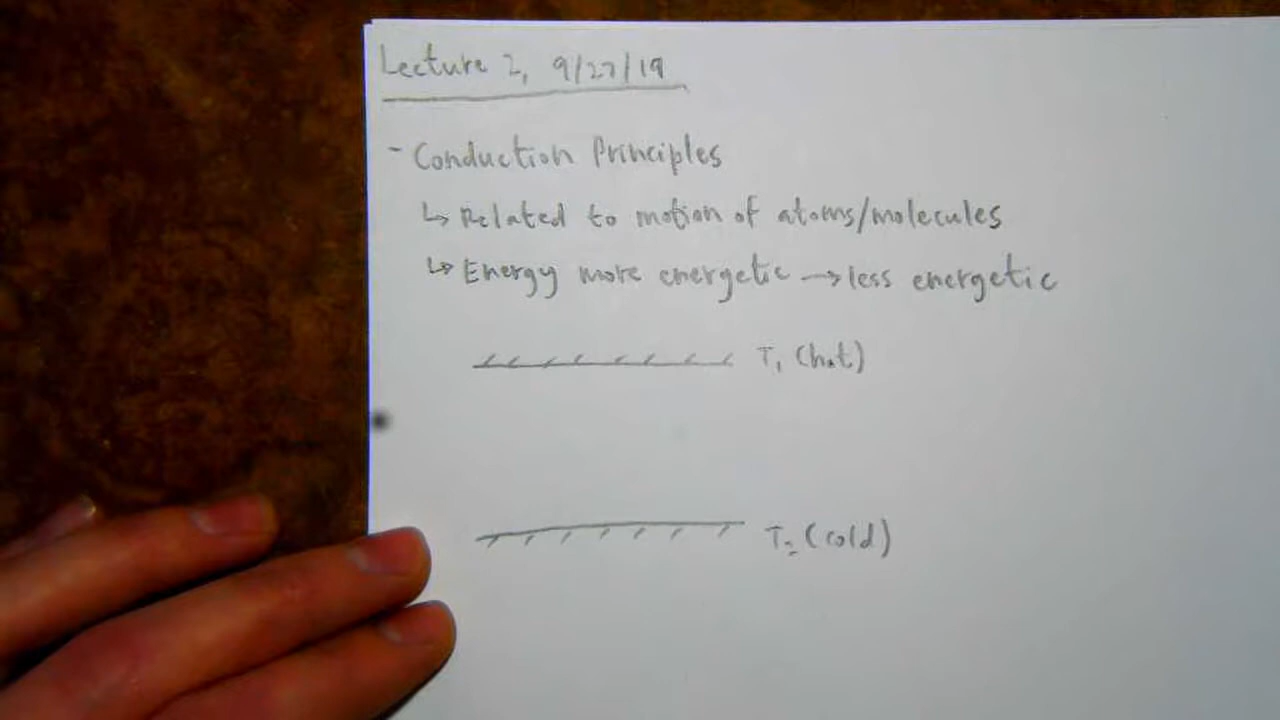 Lecture 2, 9/27/19
- Conduction Principles
↳ Related to motion of atoms/molecules
↳ Energy more energetic → less energetic
T₁ (hot)
T₂ (cold)